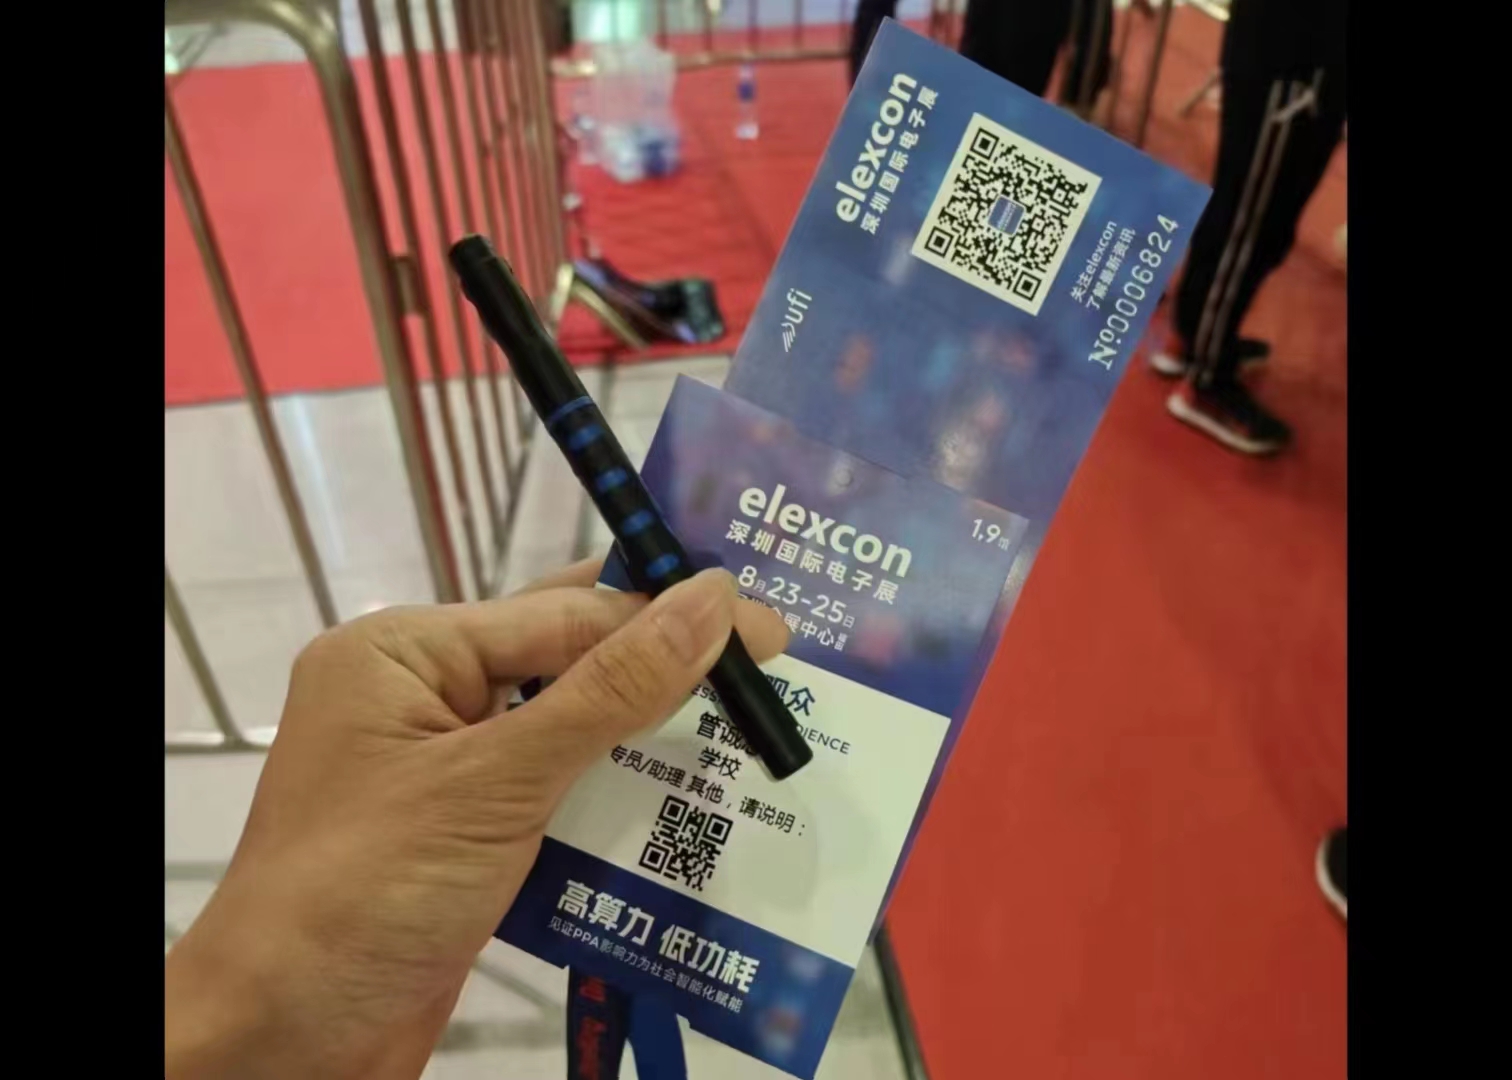 elexcon
深圳国际电子展
ufi
关注elexcon
了解最新资讯
Nº0006824
elexcon
深圳国际电子展
1,9馆
8月23-25日
展中心
观众
DIENCE
管诚
学校
专员/助理 其他，请说明：
高算力 低功耗
见证PPA影响力为社会智能化赋能